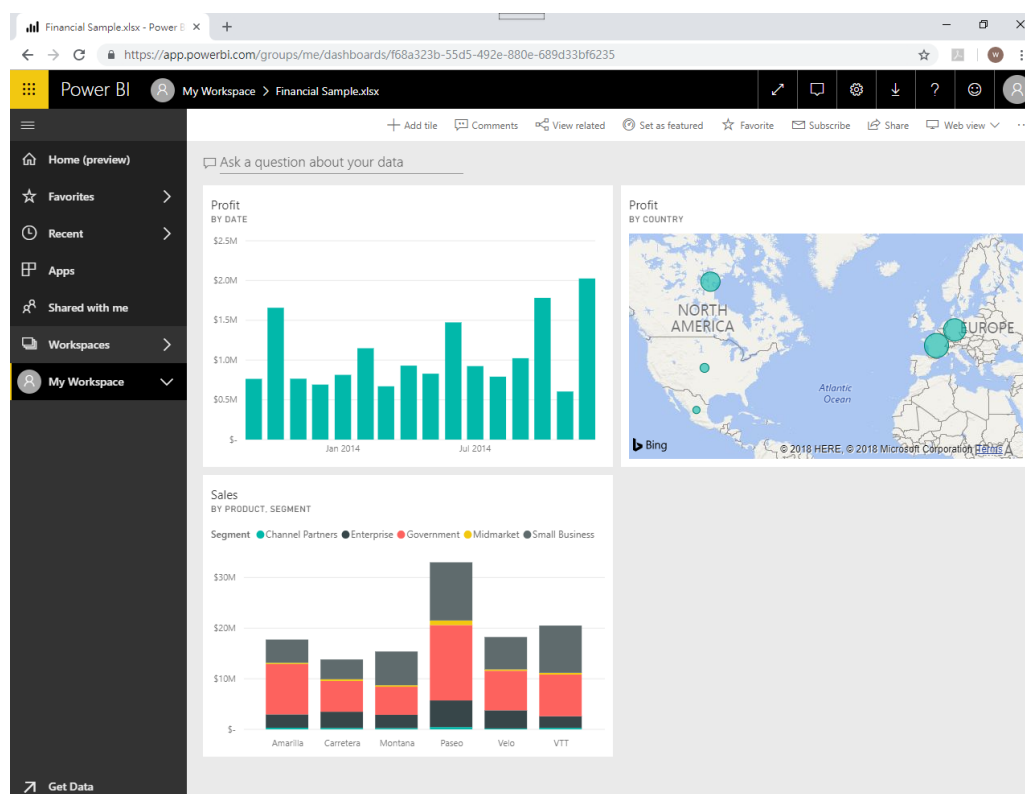 Financial Sample.xlsx - Power B
https://app.powerbi.com/groups/me/dashboards/f68a323b-55d5-492e-880e-689d33bf6235
W
Power BI My Workspace > Financial Sample.xlsx
Add tile Comments View related Set as featured Favorite Subscribe Share Web view
Home (preview)
Favorites
Recent
Apps
Shared with me
Workspaces
My Workspace
Get Data
Ask a question about your data
Profit
BY DATE
$2.5M
$2.0M
$1.5M
$1.0M
$0.5M
$-
Jan 2014 Jul 2014
Profit
BY COUNTRY
NORTH
AMERICA
EUROPE
Atlantic
Ocean
Bing
© 2018 HERE, © 2018 Microsoft Corporation Terms
A
Sales
BY PRODUCT, SEGMENT
Segment Channel Partners Enterprise Government Midmarket Small Business
$30M
$20M
$10M
$-
Amarilla Carretera Montana Paseo Velo VTT